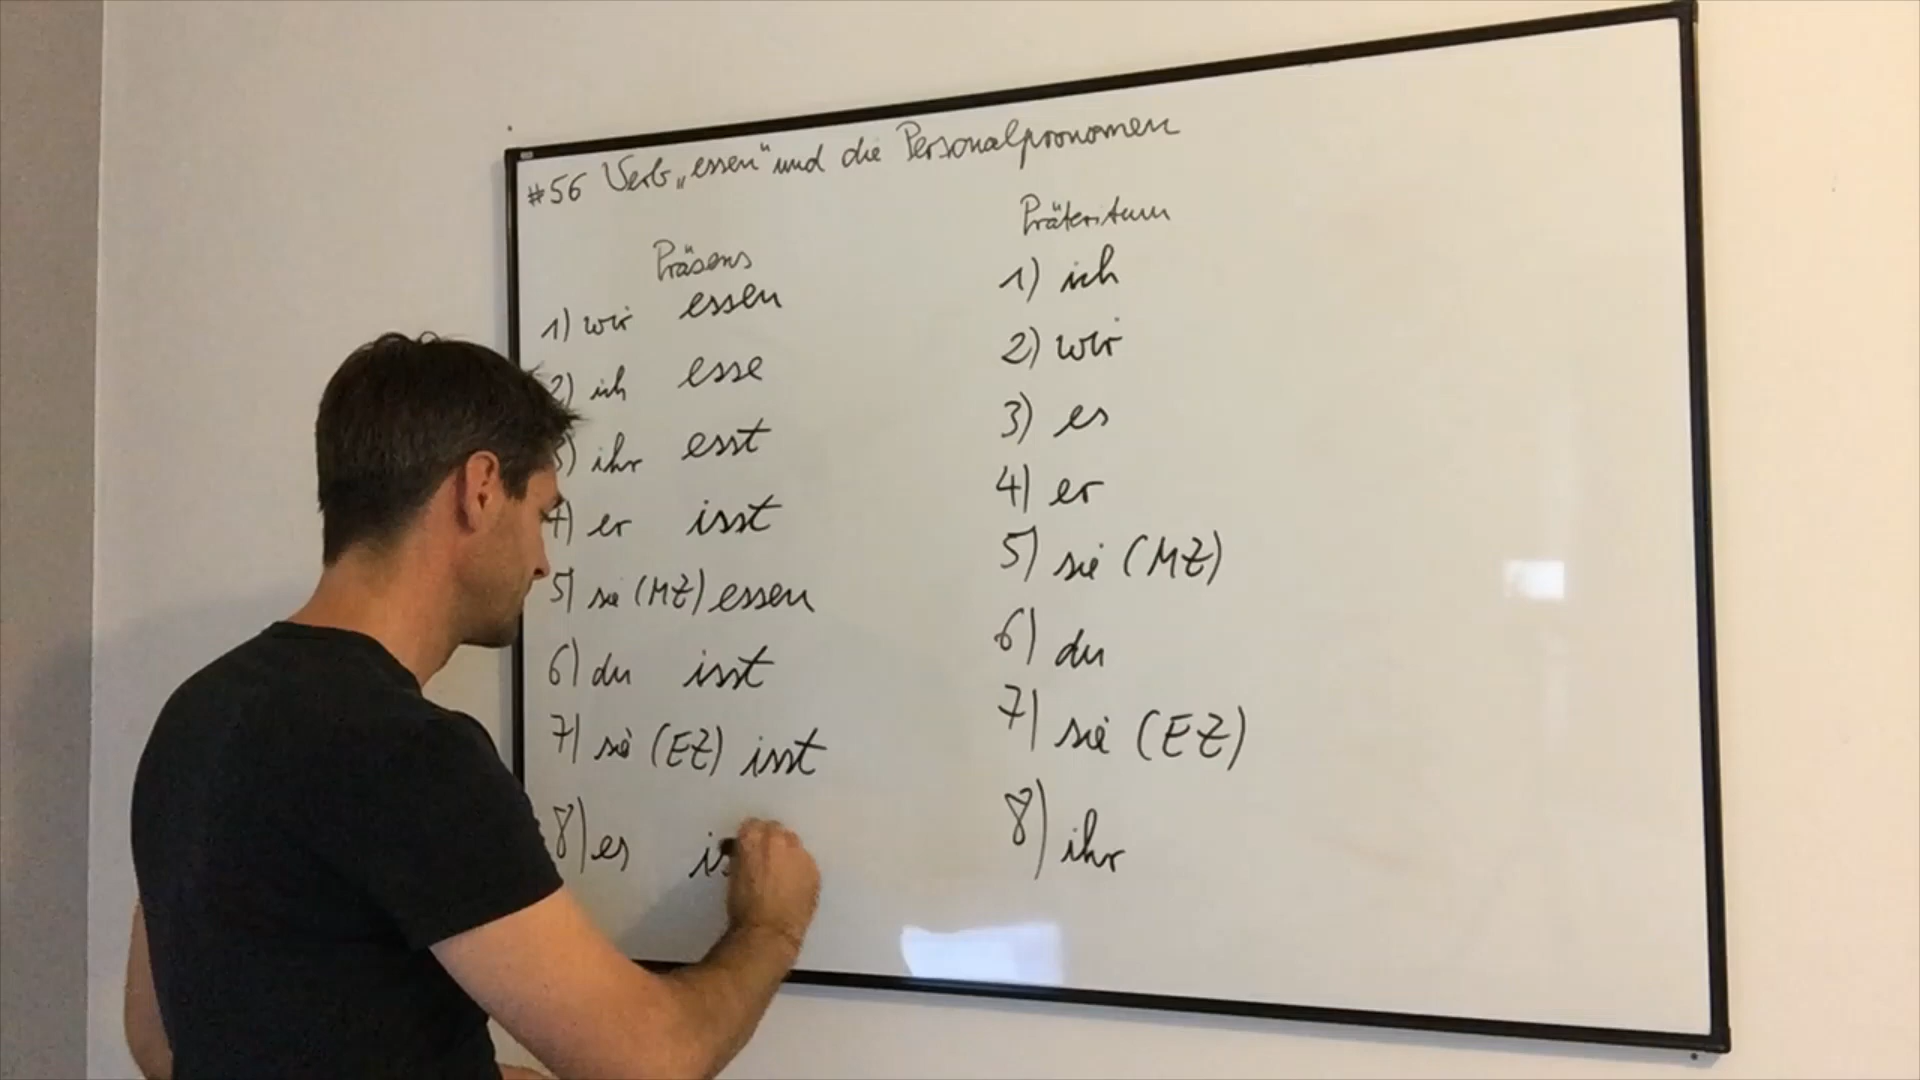 #56 Verb „essen" und die Personalpronomen
Präsens
1) wir essen
2) ich esse
3) ihr esst
4) er isst
5) sie (MZ) essen
6) du isst
7) sie (EZ) isst
8) es is
Präteritum
1) ich
2) wir
3) es
4) er
5) sie (MZ)
6) du
7) sie (EZ)
8) ihr